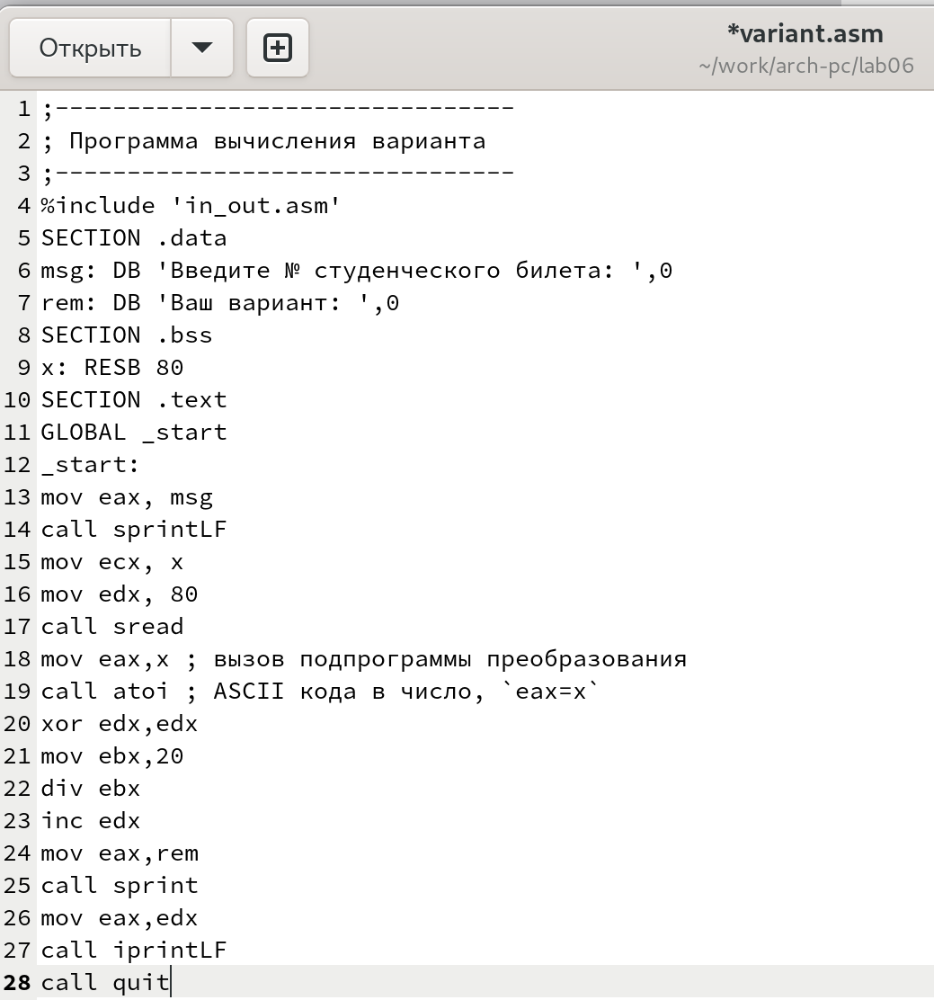 Открыть
*variant.asm
~/work/arch-pc/lab06
1 ;--------------------------------
2 ; Программа вычисления варианта
3 ;--------------------------------
4 %include 'in_out.asm'
5 SECTION .data
6 msg: DB 'Введите № студенческого билета: ',0
7 rem: DB 'Ваш вариант: ',0
8 SECTION .bss
9 x: RESB 80
10 SECTION .text
11 GLOBAL _start
12 _start:
13 mov eax, msg
14 call sprintLF
15 mov ecx, x
16 mov edx, 80
17 call sread
18 mov eax,x ; вызов подпрограммы преобразования
19 call atoi ; ASCII кода в число, `eax=x`
20 xor edx,edx
21 mov ebx,20
22 div ebx
23 inc edx
24 mov eax,rem
25 call sprint
26 mov eax,edx
27 call iprintLF
28 call quit